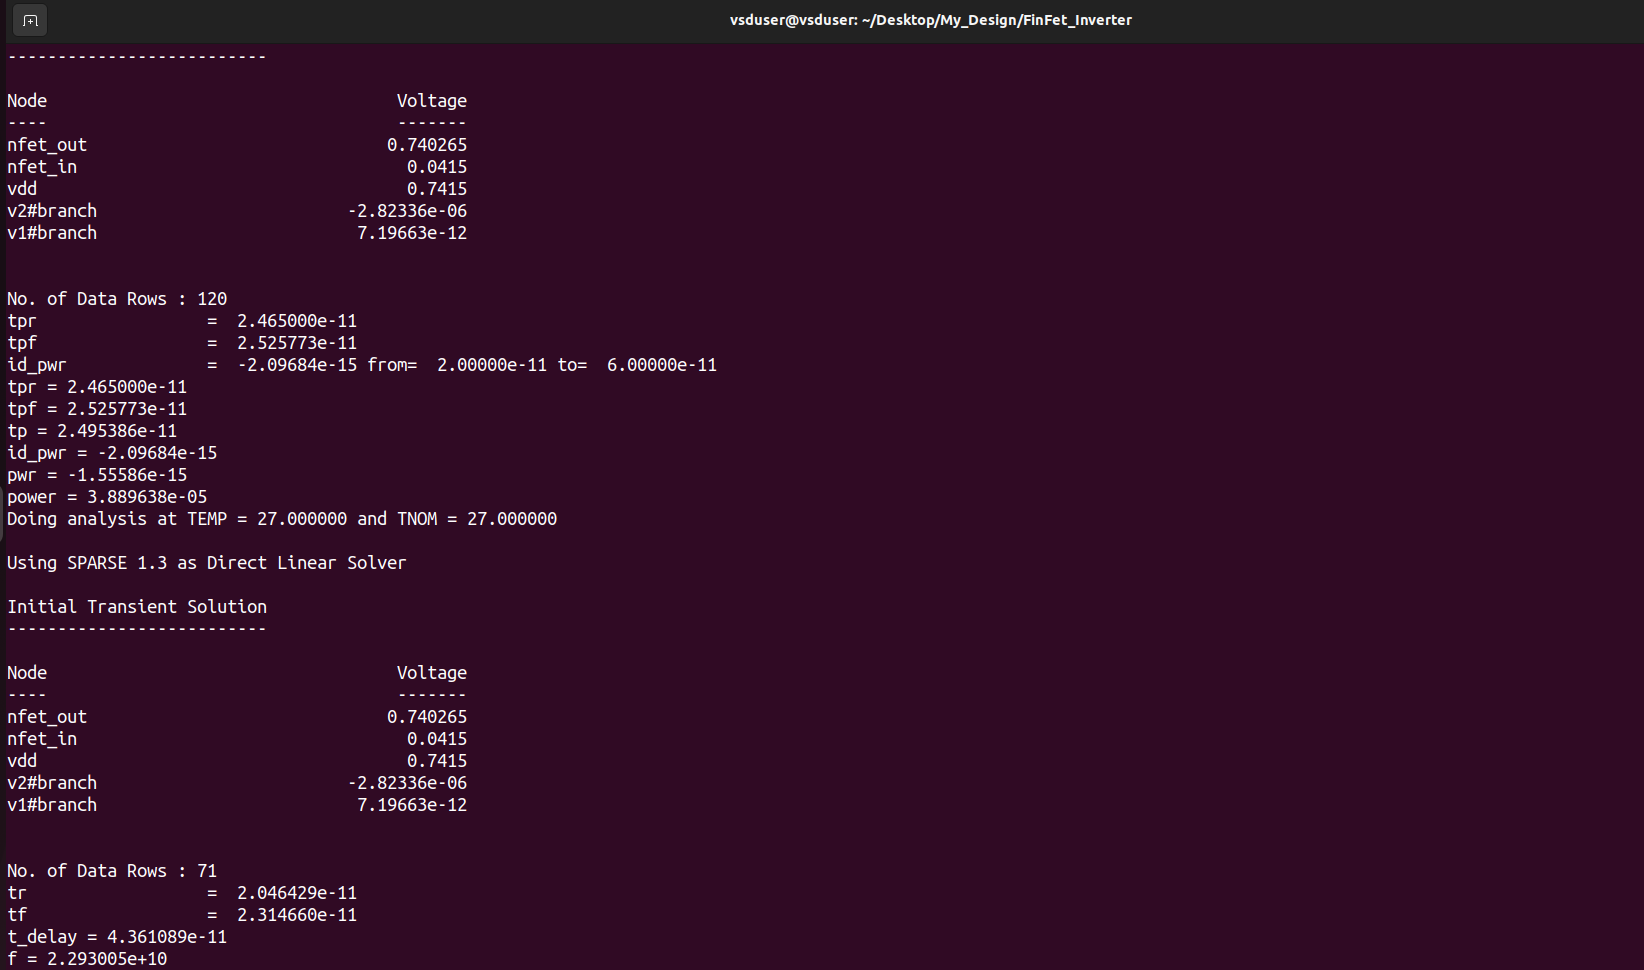 vsduser@vsduser: ~/Desktop/My_Design/FinFet_Inverter
--------------------------
Node                                   Voltage
----                                   -------
nfet_out                              0.740265
nfet_in                                 0.0415
vdd                                     0.7415
v2#branch                         -2.82336e-06
v1#branch                          7.19663e-12
No. of Data Rows : 120
tpr                 =  2.465000e-11
tpf                 =  2.525773e-11
id_pwr              =  -2.09684e-15 from=  2.00000e-11 to=  6.00000e-11
tpr = 2.465000e-11
tpf = 2.525773e-11
tp = 2.495386e-11
id_pwr = -2.09684e-15
pwr = -1.55586e-15
power = 3.889638e-05
Doing analysis at TEMP = 27.000000 and TNOM = 27.000000
Using SPARSE 1.3 as Direct Linear Solver
Initial Transient Solution
--------------------------
Node                                   Voltage
----                                   -------
nfet_out                              0.740265
nfet_in                                 0.0415
vdd                                     0.7415
v2#branch                         -2.82336e-06
v1#branch                          7.19663e-12
No. of Data Rows : 71
tr                  =  2.046429e-11
tf                  =  2.314660e-11
t_delay = 4.361089e-11
f = 2.293005e+10